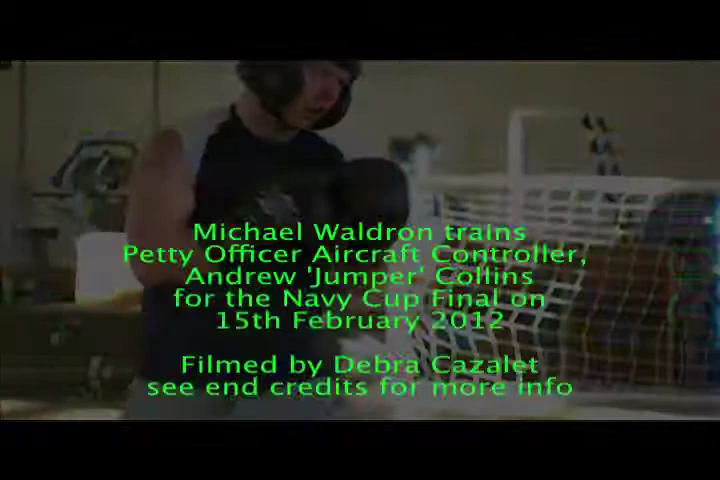 Michael Waldron trains
Petty Officer Aircraft Controller,
Andrew 'Jumper' Collins
for the Navy Cup Final on
15th February 2012
Filmed by Debra Cazalet
see end credits for more info